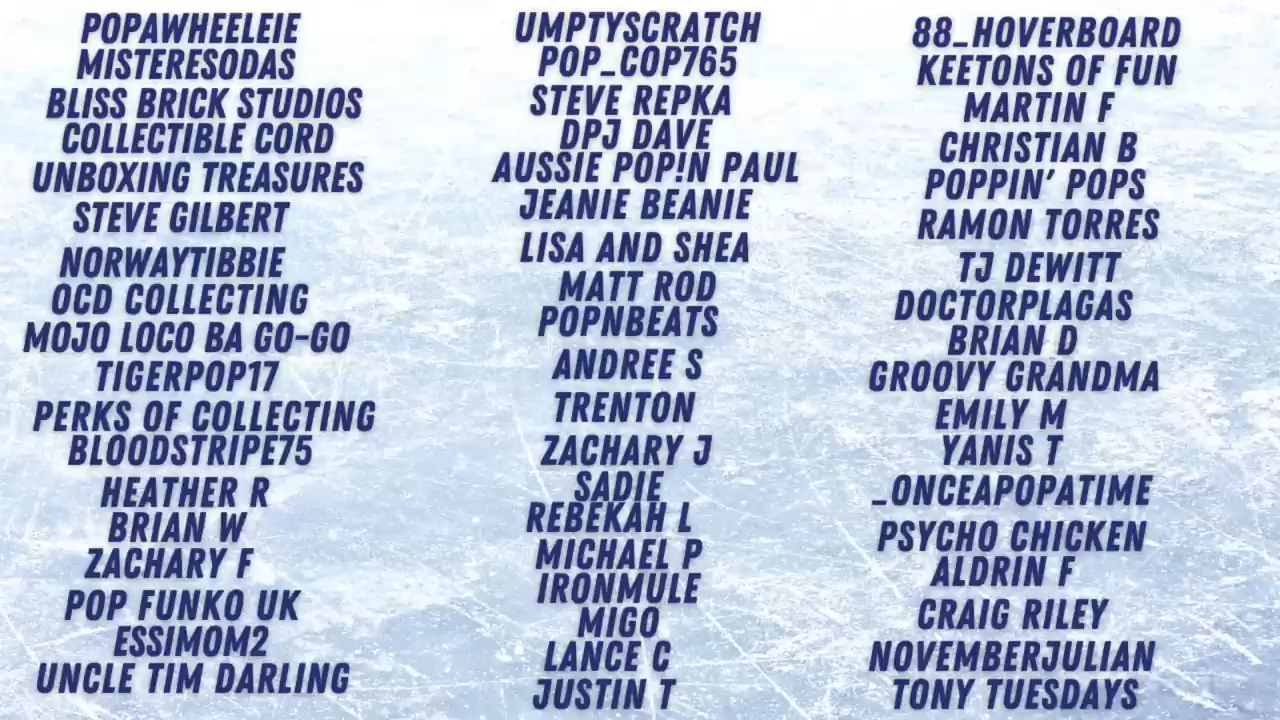 POPAWHEELEIE
MISTERESODAS
BLISS BRICK STUDIOS
COLLECTIBLE CORD
UNBOXING TREASURES
STEVE GILBERT
NORWAYTIBBIE
OCD COLLECTING
MOJO LOCO BA GO-GO
TIGERPOP17
PERKS OF COLLECTING
BLOODSTRIPE75
HEATHER R
BRIAN W
ZACHARY F
POP FUNKO UK
ESSIMOM2
UNCLE TIM DARLING
UMPTYSCRATCH
POP_COP765
STEVE REPKA
DPJ DAVE
AUSSIE POP!N PAUL
JEANIE BEANIE
LISA AND SHEA
MATT ROD
POPNBEATS
ANDREE S
TRENTON
ZACHARY J
SADIE
REBEKAH L
MICHAEL P
IRONMULE
MIGO
LANCE C
JUSTIN T
88_HOVERBOARD
KEETONS OF FUN
MARTIN F
CHRISTIAN B
POPPIN' POPS
RAMON TORRES
TJ DEWITT
DOCTORPLAGAS
BRIAN D
GROOVY GRANDMA
EMILY M
YANIS T
_ONCEAPOPATIME
PSYCHO CHICKEN
ALDRIN F
CRAIG RILEY
NOVEMBERJULIAN
TONY TUESDAYS